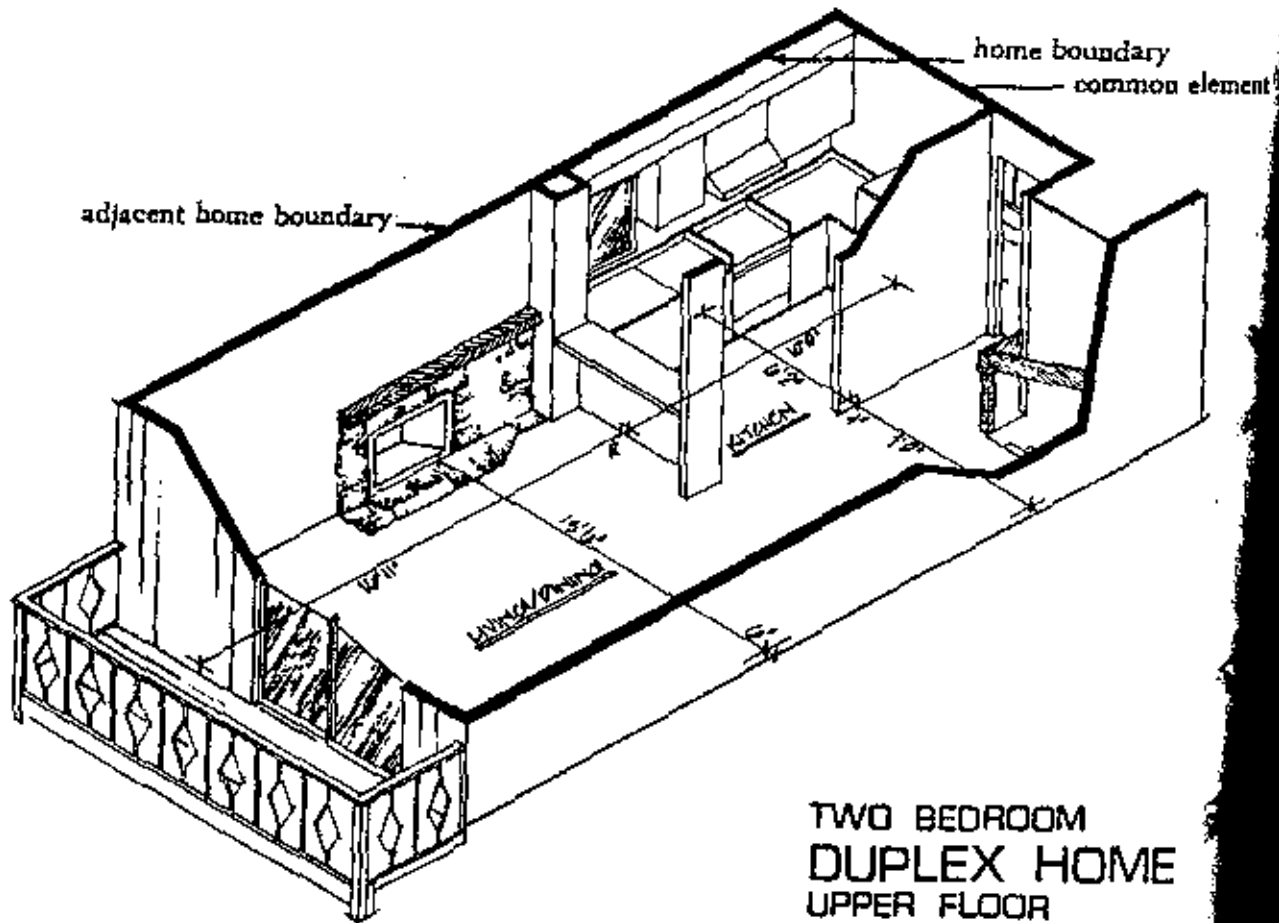 home boundary
common element
adjacent home boundary
KITCHEN
LIVING/DINING
TWO BEDROOM
DUPLEX HOME
UPPER FLOOR